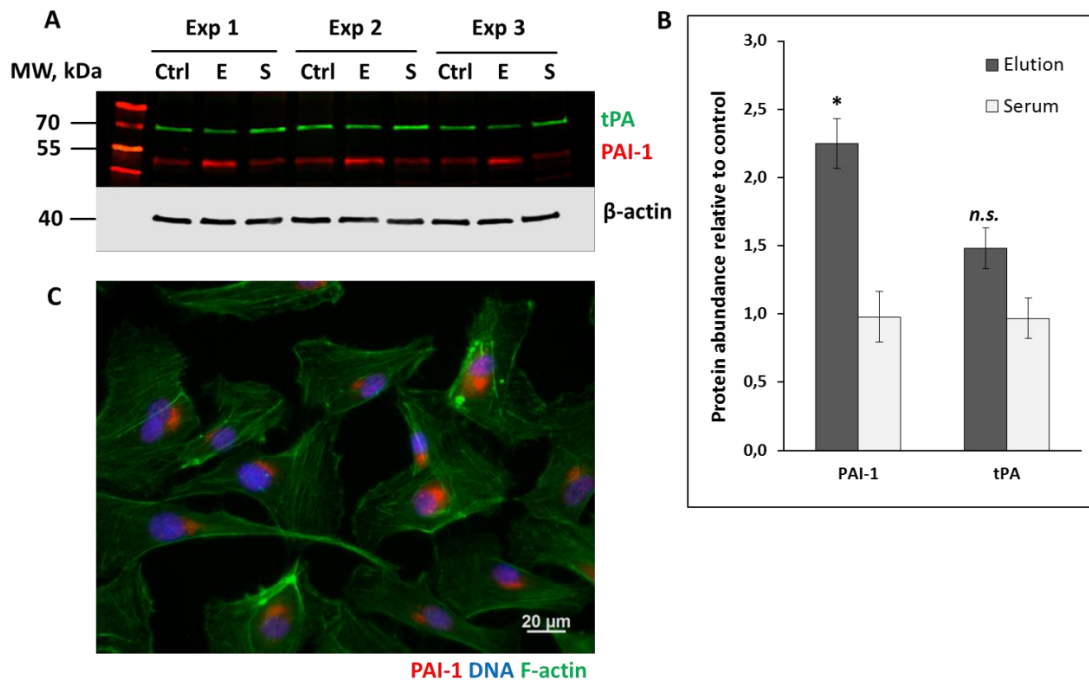 A
Exp 1 Exp 2 Exp 3
MW, kDa Ctrl E S Ctrl E S Ctrl E S
70
55
40
tPA
PAI-1
β-actin
B
Protein abundance relative to control
3,0
2,5
2,0
1,5
1,0
0,5
0,0
Elution
Serum
*
n.s.
PAI-1 tPA
C
20 µm
PAI-1 DNA F-actin